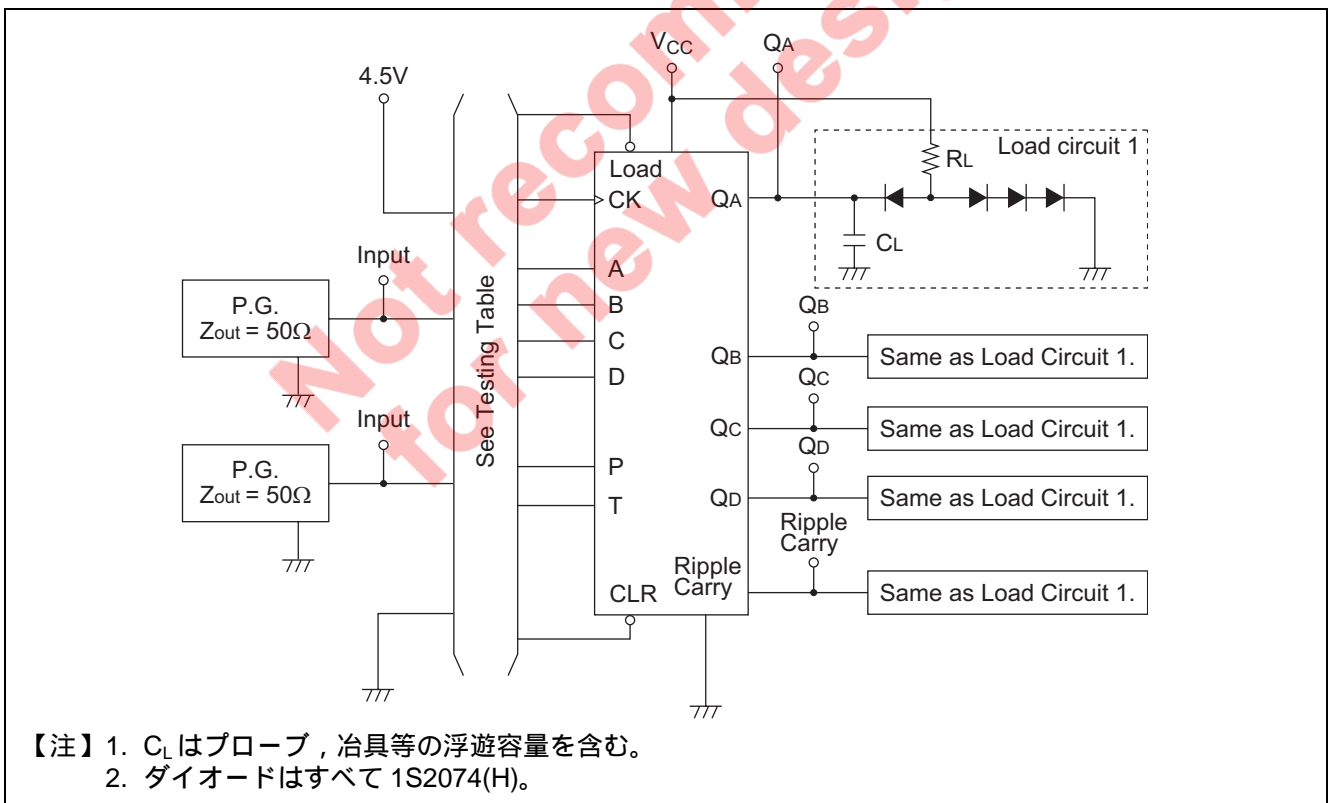 Not recom
for new desi
4.5V
VCC
QA
Load circuit 1
RL
CL
Load
CK
QA
Input
P.G.
Zout = 50Ω
Input
P.G.
Zout = 50Ω
See Testing Table
A
B
C
D
P
T
CLR
QB
QB
Same as Load Circuit 1.
QC
QC
Same as Load Circuit 1.
QD
QD
Same as Load Circuit 1.
Ripple
Carry
Ripple
Carry
Same as Load Circuit 1.
【注】1. CLはプローブ，冶具等の浮遊容量を含む。
2. ダイオードはすべて 1S2074(H)。